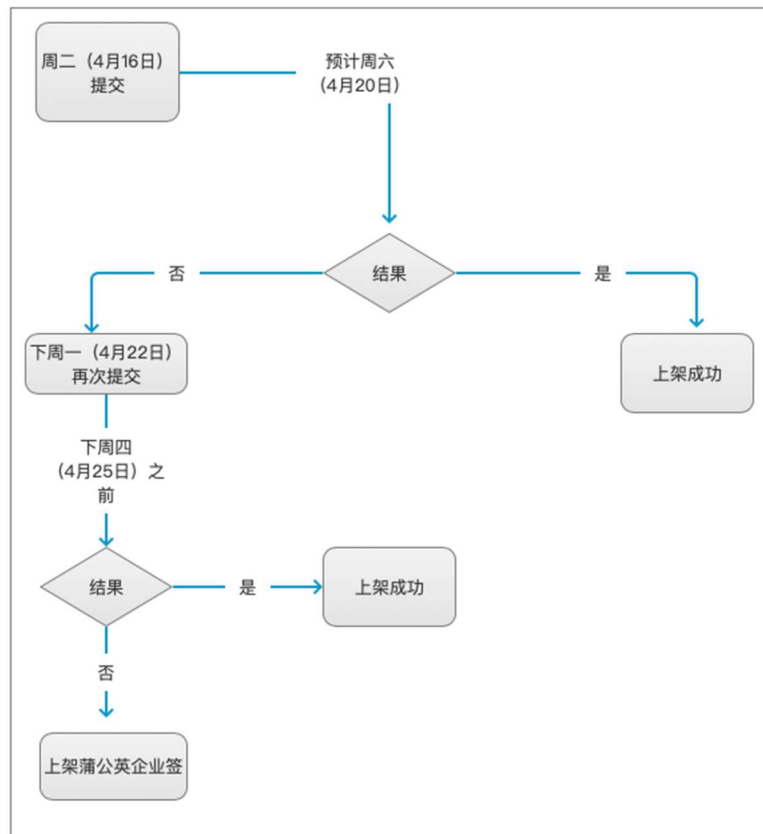 周二（4月16日）
提交
预计周六
(4月20日）
结果
否
是
下周一（4月22日）
再次提交
上架成功
下周四
(4月25日）之
前
结果
是
上架成功
否
上架蒲公英企业签